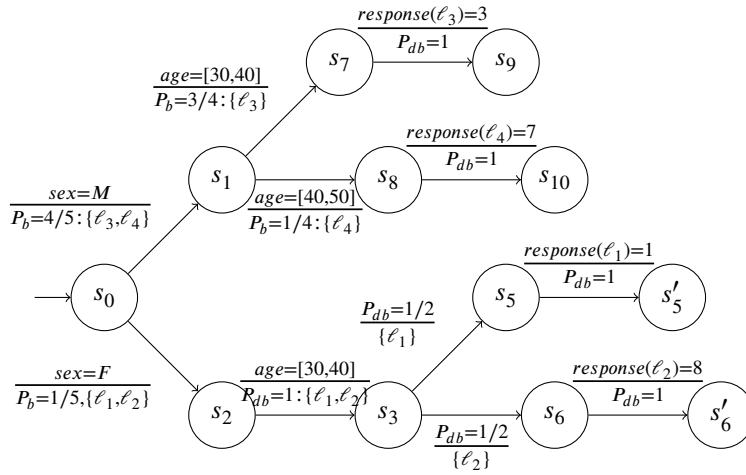 response(ℓ3)=3
P_db=1
s7
s9
age=[30,40]
P_b=3/4:{ℓ3}
response(ℓ4)=7
P_db=1
s1
s8
s10
sex=M
P_b=4/5:{ℓ3,ℓ4}
age=[40,50]
P_b=1/4:{ℓ4}
response(ℓ1)=1
P_db=1
s0
s5
s5′
P_db=1/2
{ℓ1}
sex=F
P_b=1/5,{ℓ1,ℓ2}
age=[30,40]
P_db=1:{ℓ1,ℓ2}
response(ℓ2)=8
P_db=1
s2
s3
s6
s6′
P_db=1/2
{ℓ2}